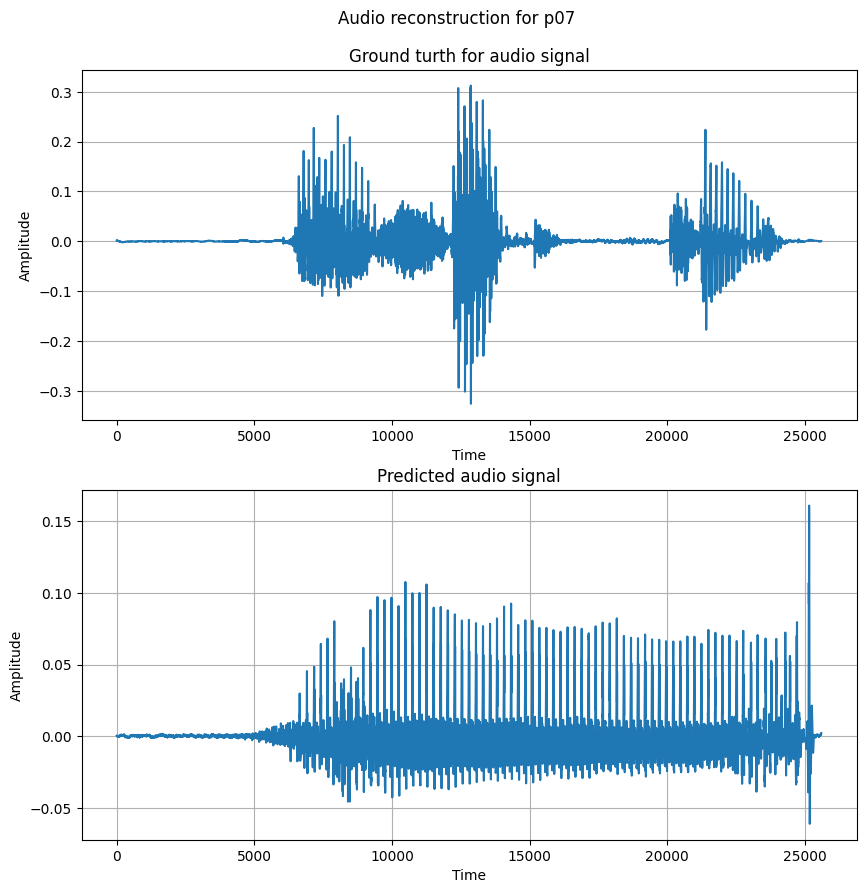 Audio reconstruction for p07
Ground turth for audio signal
0.3
0.2
0.1
0.0
−0.1
−0.2
−0.3
Amplitude
0 5000 10000 15000 20000 25000
Time
Predicted audio signal
0.15
0.10
0.05
0.00
−0.05
Amplitude
0 5000 10000 15000 20000 25000
Time